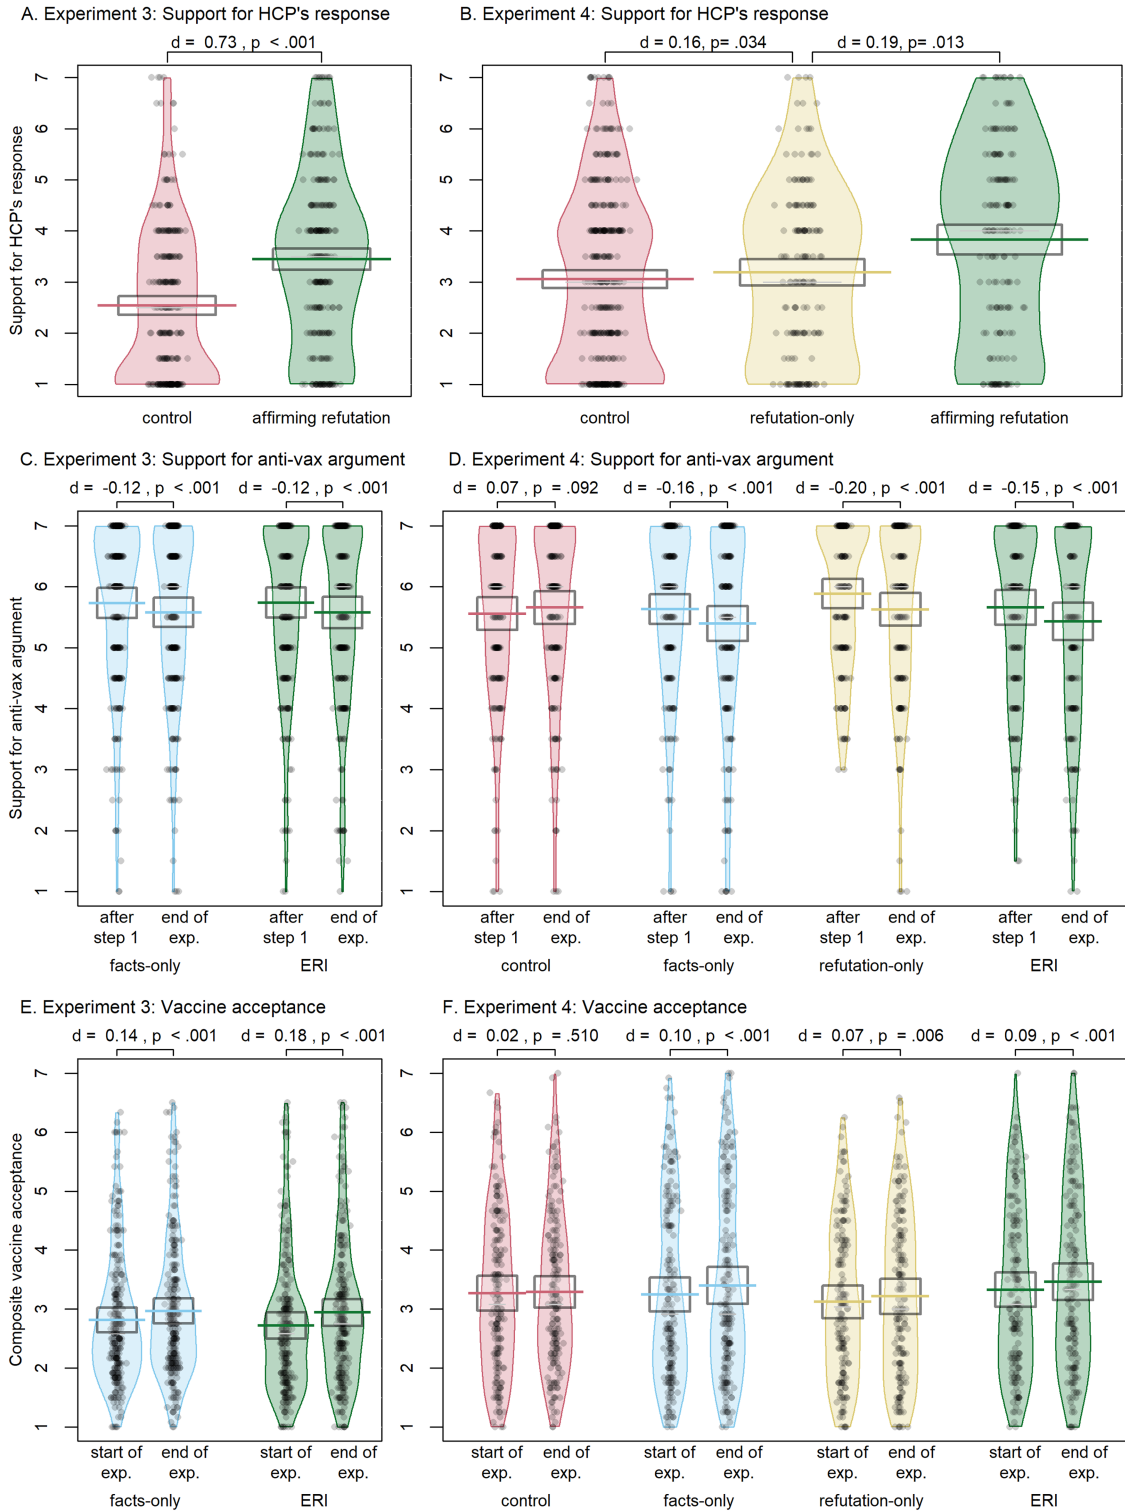 A. Experiment 3: Support for HCP's response
B. Experiment 4: Support for HCP's response
d = 0.73 , p < .001
d = 0.16, p= .034
d = 0.19, p= .013
Support for HCP's response
7
6
5
4
3
2
1
control
affirming refutation
7
6
5
4
3
2
1
control
refutation-only
affirming refutation
C. Experiment 3: Support for anti-vax argument
D. Experiment 4: Support for anti-vax argument
d = -0.12 , p < .001
d = -0.12 , p < .001
d = 0.07 , p = .092
d = -0.16 , p < .001
d = -0.20 , p < .001
d = -0.15 , p < .001
Support for anti-vax argument
7
6
5
4
3
2
1
after step 1
end of exp.
after step 1
end of exp.
facts-only
ERI
7
6
5
4
3
2
1
after step 1
end of exp.
after step 1
end of exp.
after step 1
end of exp.
after step 1
end of exp.
control
facts-only
refutation-only
ERI
E. Experiment 3: Vaccine acceptance
F. Experiment 4: Vaccine acceptance
d = 0.14 , p < .001
d = 0.18 , p < .001
d = 0.02 , p = .510
d = 0.10 , p < .001
d = 0.07 , p = .006
d = 0.09 , p < .001
Composite vaccine acceptance
7
6
5
4
3
2
1
start of exp.
end of exp.
start of exp.
end of exp.
facts-only
ERI
7
6
5
4
3
2
1
start of exp.
end of exp.
start of exp.
end of exp.
start of exp.
end of exp.
start of exp.
end of exp.
control
facts-only
refutation-only
ERI